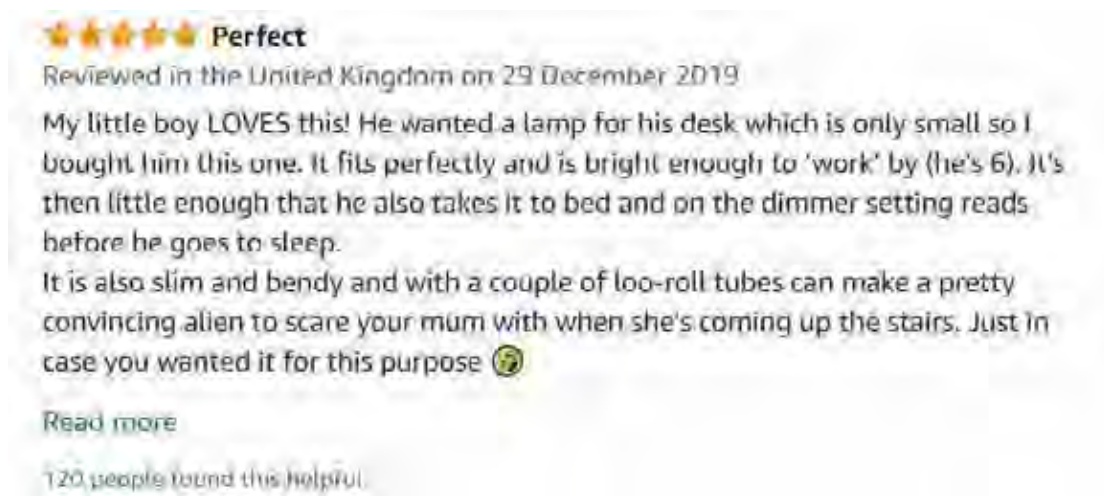 Perfect
Reviewed in the United Kingdom on 29 December 2019
My little boy LOVES this! He wanted a lamp for his desk which is only small so I
bought him this one. It fits perfectly and is bright enough to 'work' by (he's 6). It's
then little enough that he also takes it to bed and on the dimmer setting reads
before he goes to sleep.
It is also slim and bendy and with a couple of loo-roll tubes can make a pretty
convincing alien to scare your mum with when she's coming up the stairs. Just in
case you wanted it for this purpose
Read more
120 people found this helpful